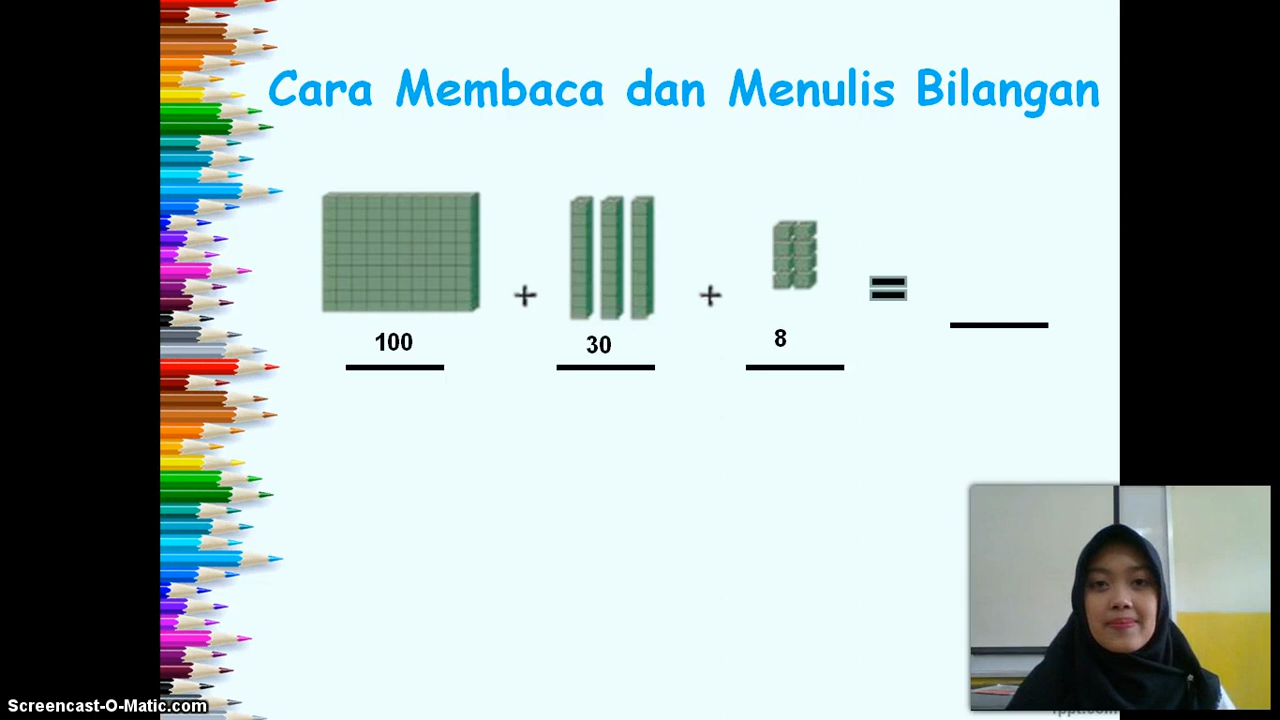 Cara Membaca dan Menulis Bilangan
+ + =
100 30 8
Screencast-O-Matic.com